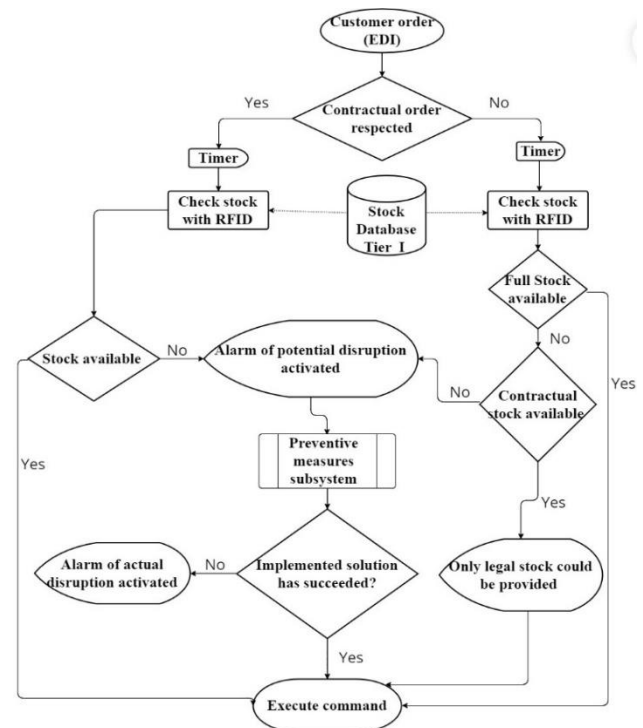 Customer order
(EDI)
Yes
No
Contractual order
respected
Timer
Timer
Check stock
with RFID
Stock
Database
Tier_1
Check stock
with RFID
Full Stock
available
Stock available
No
Alarm of potential disruption
activated
No
No
Contractual
stock available
Yes
Yes
Preventive
measures
subsystem
Yes
Alarm of actual
disruption activated
No
Implemented solution
has succeeded?
Only legal stock could
be provided
Yes
Execute command